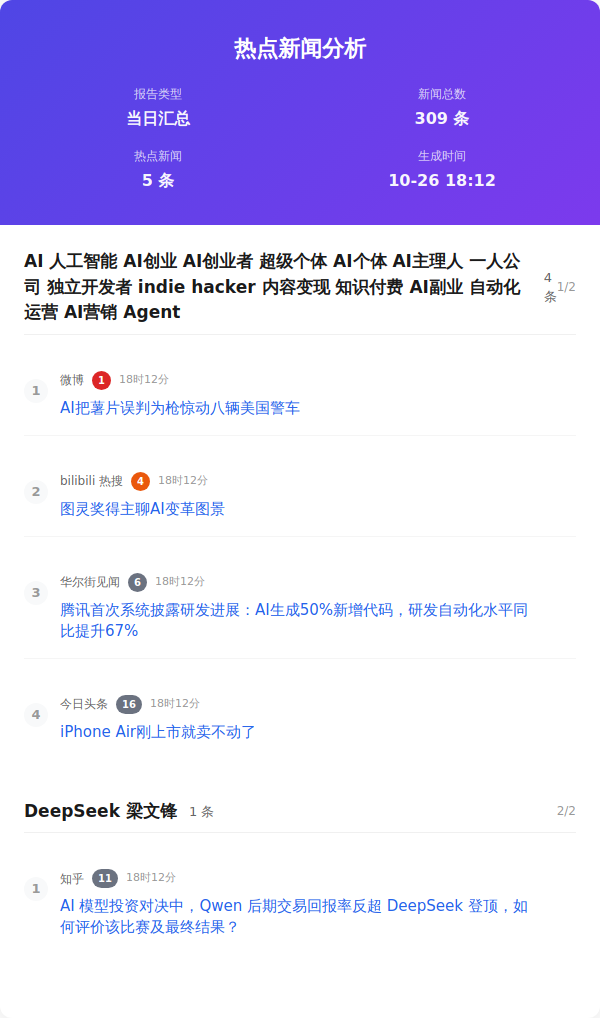 热点新闻分析
报告类型
新闻总数
当日汇总
309 条
热点新闻
生成时间
5 条
10-26 18:12
AI 人工智能 AI创业 AI创业者 超级个体 AI个体 AI主理人 一人公
司 独立开发者 indie hacker 内容变现 知识付费 AI副业 自动化
运营 AI营销 Agent
4
条
1/2
1
微博 1 18时12分
AI把薯片误判为枪惊动八辆美国警车
2
bilibili 热搜 4 18时12分
图灵奖得主聊AI变革图景
3
华尔街见闻 6 18时12分
腾讯首次系统披露研发进展：AI生成50%新增代码，研发自动化水平同
比提升67%
4
今日头条 16 18时12分
iPhone Air刚上市就卖不动了
DeepSeek 梁文锋 1 条 2/2
1
知乎 11 18时12分
AI 模型投资对决中，Qwen 后期交易回报率反超 DeepSeek 登顶，如
何评价该比赛及最终结果？